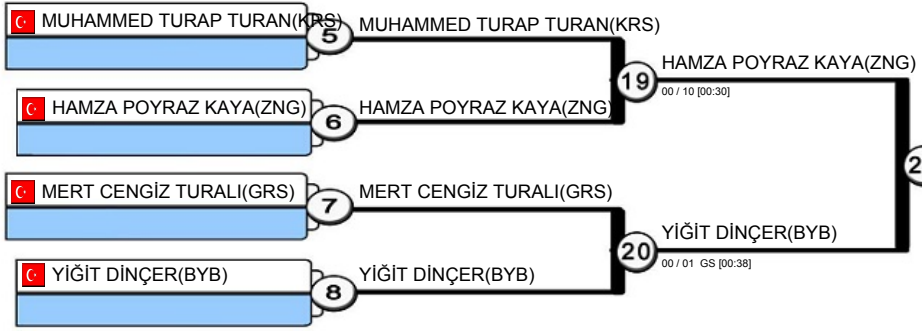 MUHAMMED TURAP TURAN(KRS)
5
MUHAMMED TURAP TURAN(KRS)
19
HAMZA POYRAZ KAYA(ZNG)
00 / 10 [00:30]
HAMZA POYRAZ KAYA(ZNG)
6
HAMZA POYRAZ KAYA(ZNG)
MERT CENGİZ TURALI(GRS)
7
MERT CENGİZ TURALI(GRS)
20
YİĞİT DİNÇER(BYB)
00 / 01 GS [00:38]
YİĞİT DİNÇER(BYB)
8
YİĞİT DİNÇER(BYB)